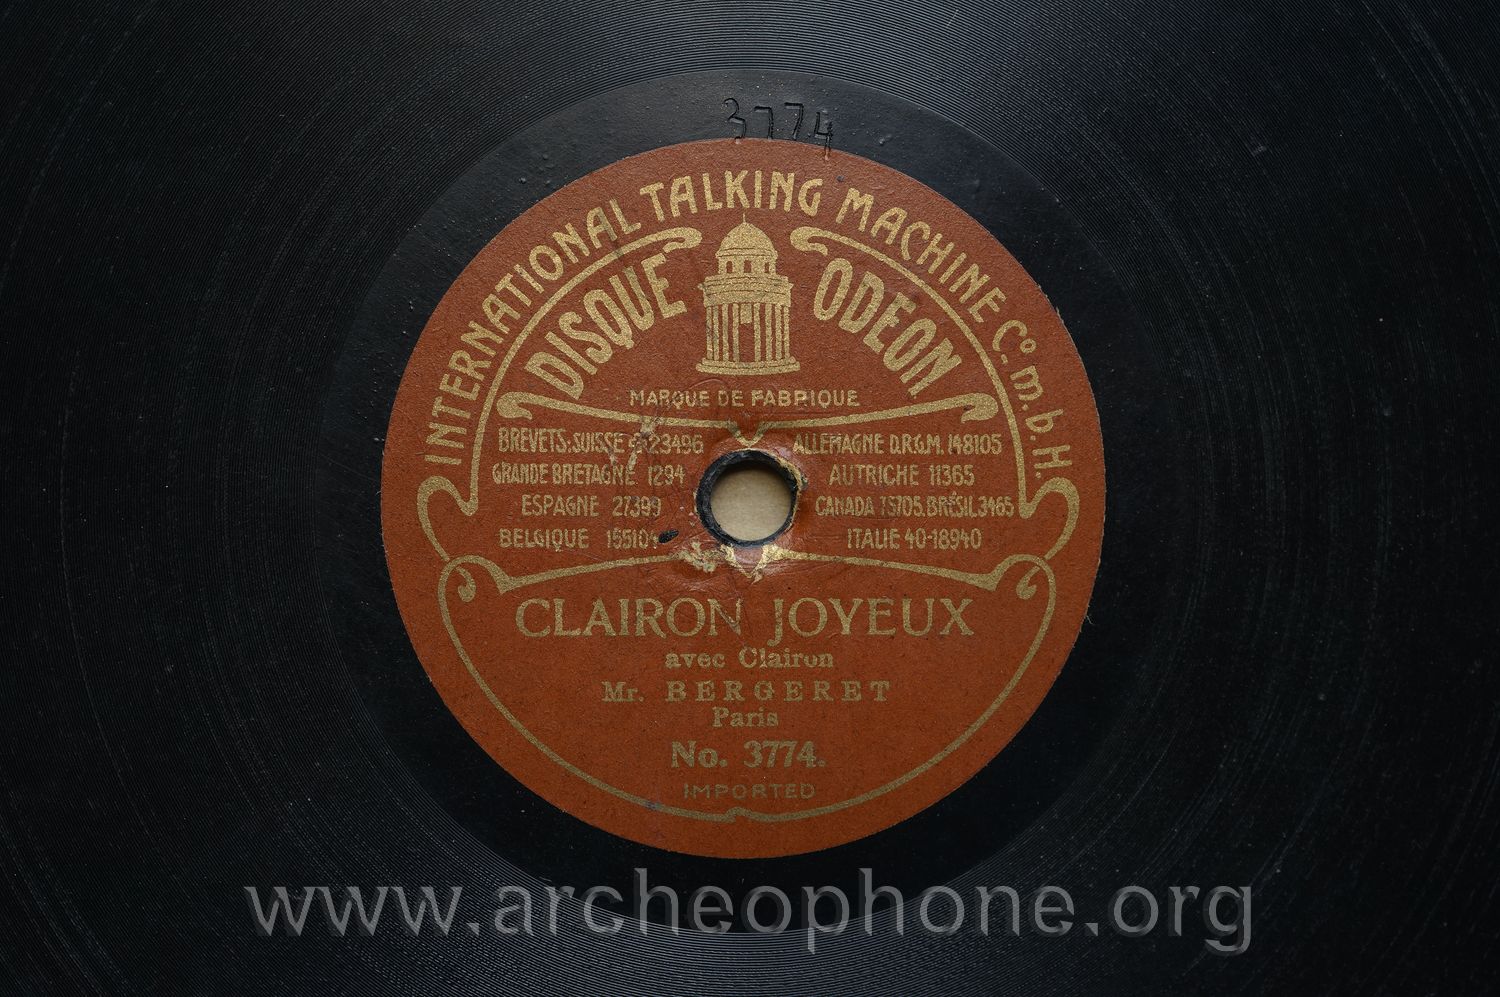 3774
INTERNATIONAL TALKING MACHINE Co. m. b. H.
DISQUE ODEON
MARQUE DE FABRIQUE
BREVETS: SUISSE 23496 ALLEMAGNE D.R.G.M. 148105
GRANDE BRETAGNE 1294 AUTRICHE 11365
ESPAGNE 27399 CANADA 75705. BRÉSIL 3465
BELGIQUE 155104 ITALIE 40-18940
CLAIRON JOYEUX
avec Clairon
Mr. BERGERET
Paris
No. 3774.
IMPORTED
www.archeophone.org